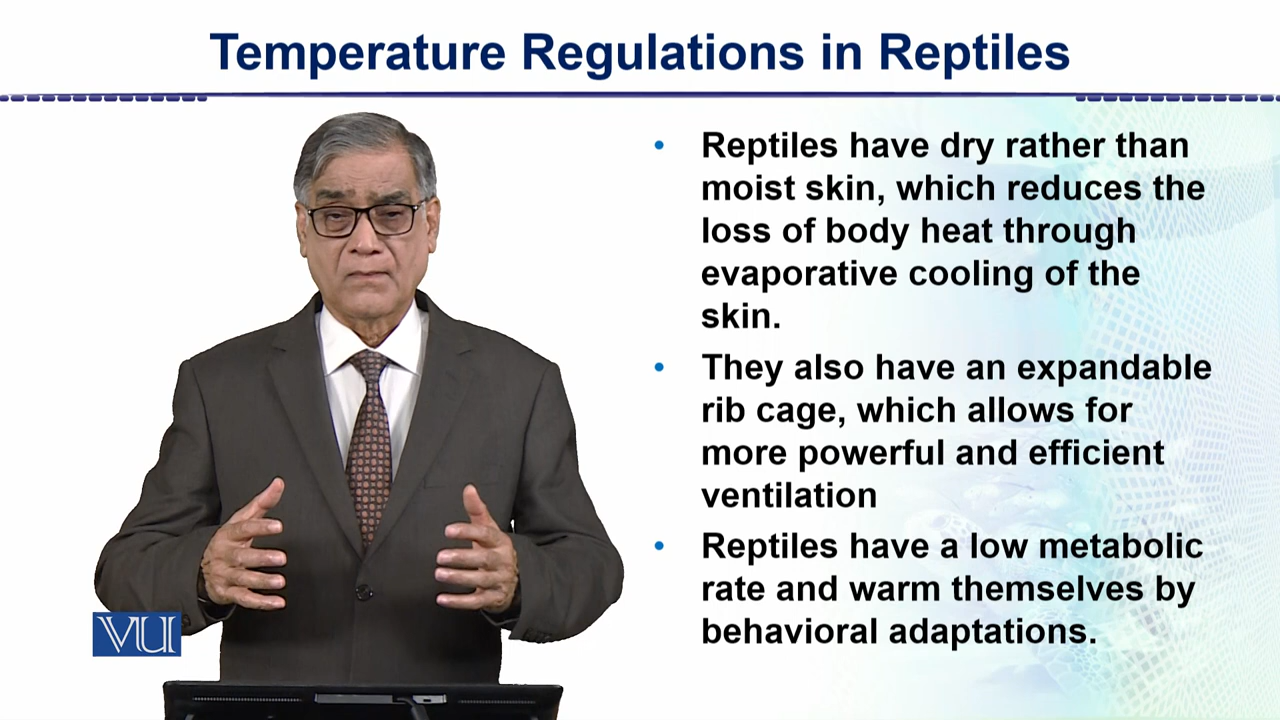 Temperature Regulations in Reptiles
• Reptiles have dry rather than
moist skin, which reduces the
loss of body heat through
evaporative cooling of the
skin.
• They also have an expandable
rib cage, which allows for
more powerful and efficient
ventilation
• Reptiles have a low metabolic
rate and warm themselves by
behavioral adaptations.
VU